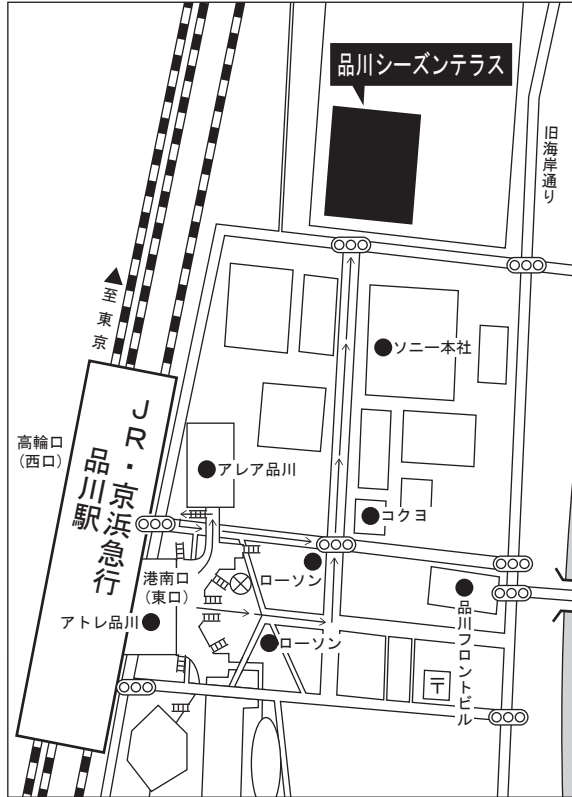 品川シーズンテラス
旧海岸通り
至東京
ソニー本社
高輪口
(西口)
JR・京浜急行
品川駅
アレア品川
コクヨ
港南口
(東口)
ローソン
アトレ品川
ローソン
品川フロントビル
〒